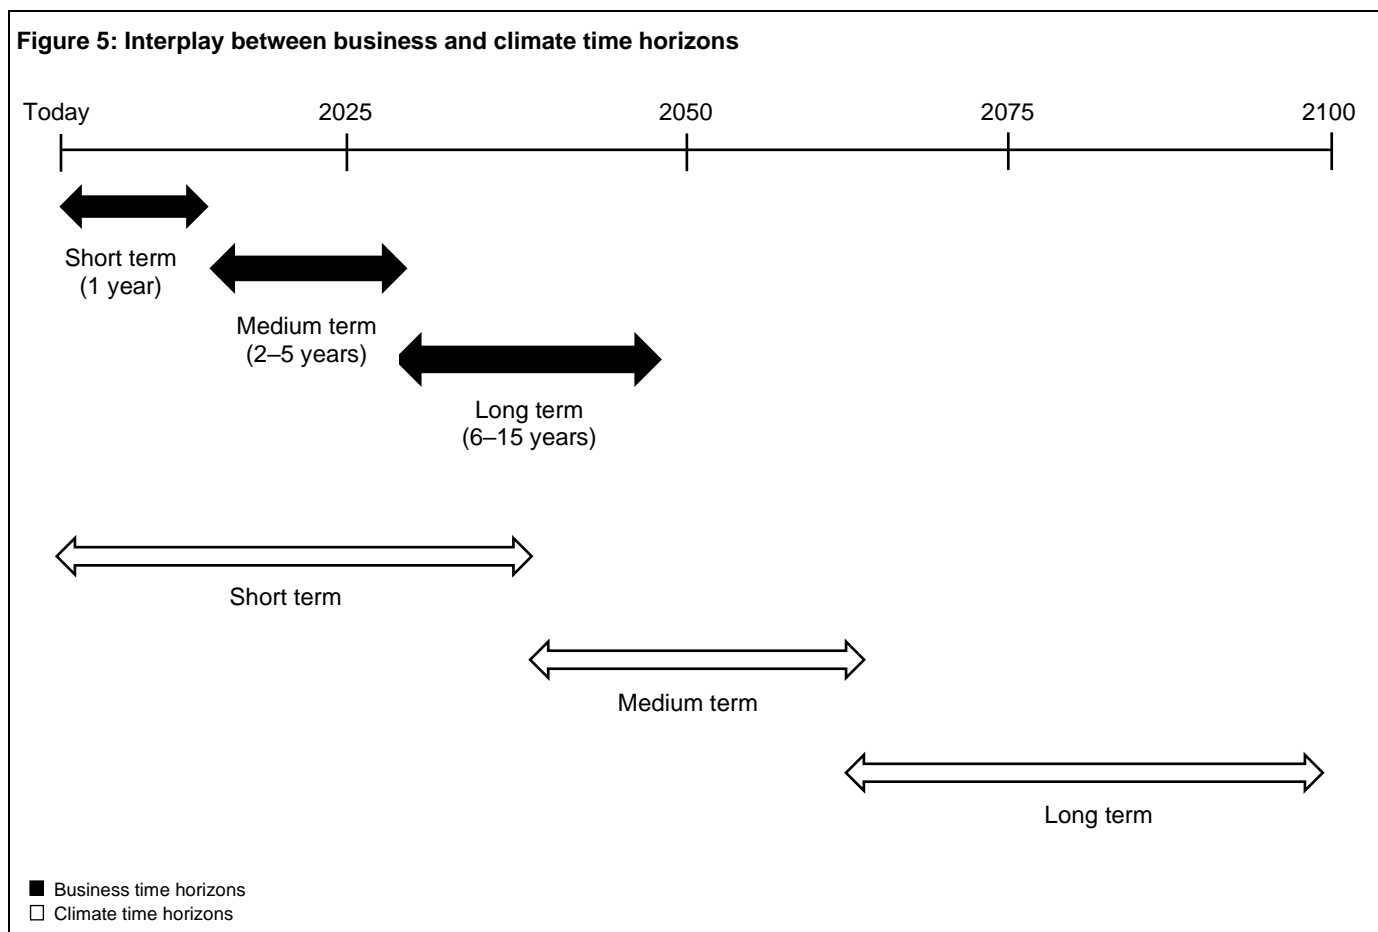 Figure 5: Interplay between business and climate time horizons
Today 2025 2050 2075 2100
Short term
(1 year)
Medium term
(2–5 years)
Long term
(6–15 years)
Short term
Medium term
Long term
Business time horizons
Climate time horizons